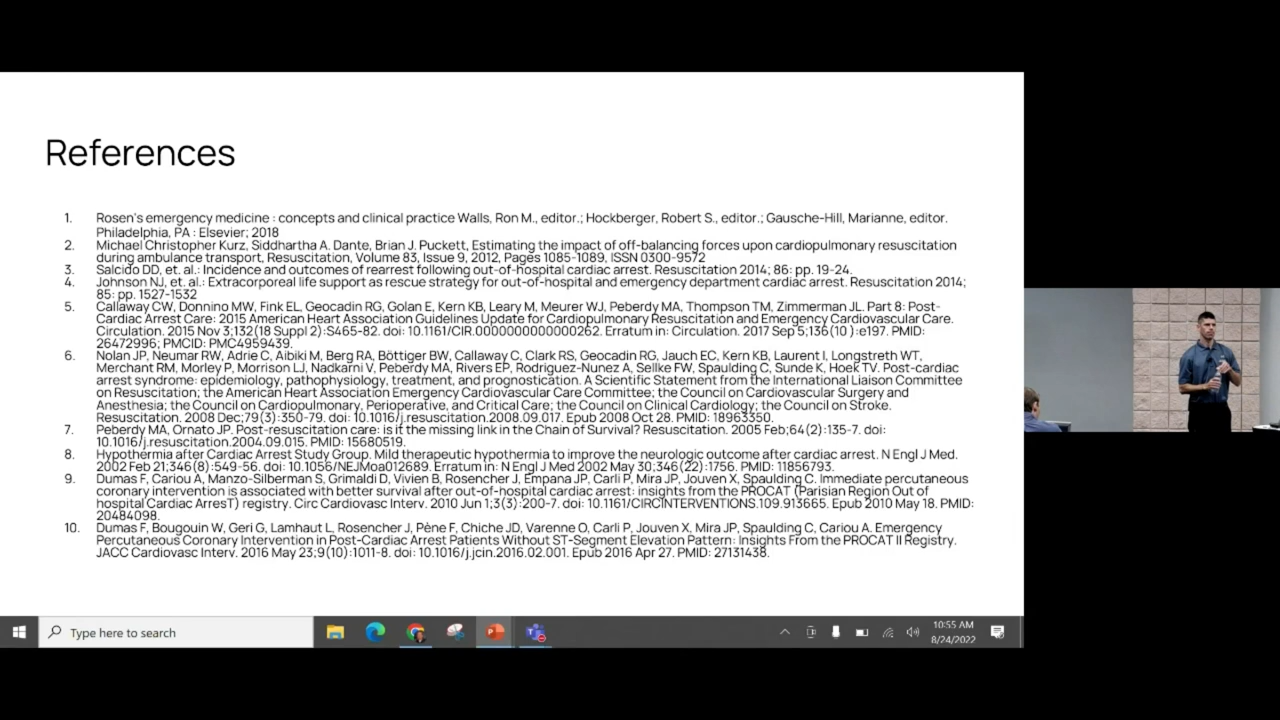 References
1. Rosen's emergency medicine : concepts and clinical practice Walls, Ron M., editor.; Hockberger, Robert S., editor.; Gausche-Hill, Marianne, editor.
Philadelphia, PA : Elsevier; 2018
2. Michael Christopher Kurz, Siddhartha A. Dante, Brian J. Puckett, Estimating the impact of off-balancing forces upon cardiopulmonary resuscitation
during ambulance transport, Resuscitation, Volume 83, Issue 9, 2012, Pages 1085-1089, ISSN 0300-9572
3. Salcido DD, et. al.: Incidence and outcomes of rearrest following out-of-hospital cardiac arrest. Resuscitation 2014; 86: pp. 19-24.
4. Johnson NJ, et. al.: Extracorporeal life support as rescue strategy for out-of-hospital and emergency department cardiac arrest. Resuscitation 2014;
85: pp. 1527-1532
5. Callaway CW, Donnino MW, Fink EL, Geocadin RG, Golan E, Kern KB, Leary M, Meurer WJ, Peberdy MA, Thompson TM, Zimmerman JL. Part 8: Post-
Cardiac Arrest Care: 2015 American Heart Association Guidelines Update for Cardiopulmonary Resuscitation and Emergency Cardiovascular Care.
Circulation. 2015 Nov 3;132(18 Suppl 2):S465-82. doi: 10.1161/CIR.0000000000000262. Erratum in: Circulation. 2017 Sep 5;136(10 ):e197. PMID:
26472996; PMCID: PMC4959439.
6. Nolan JP, Neumar RW, Adrie C, Aibiki M, Berg RA, Böttiger BW, Callaway C, Clark RS, Geocadin RG, Jauch EC, Kern KB, Laurent I, Longstreth WT,
Merchant RM, Morley P, Morrison LJ, Nadkarni V, Peberdy MA, Rivers EP, Rodriguez-Nunez A, Sellke FW, Spaulding C, Sunde K, Hoek TV. Post-cardiac
arrest syndrome: epidemiology, pathophysiology, treatment, and prognostication. A Scientific Statement from the International Liaison Committee
on Resuscitation; the American Heart Association Emergency Cardiovascular Care Committee; the Council on Cardiovascular Surgery and
Anesthesia; the Council on Cardiopulmonary, Perioperative, and Critical Care; the Council on Clinical Cardiology; the Council on Stroke.
Resuscitation. 2008 Dec;79(3):350-79. doi: 10.1016/j.resuscitation.2008.09.017. Epub 2008 Oct 28. PMID: 18963350.
7. Peberdy MA, Ornato JP. Post-resuscitation care: is it the missing link in the Chain of Survival? Resuscitation. 2005 Feb;64(2):135-7. doi:
10.1016/j.resuscitation.2004.09.015. PMID: 15680519.
8. Hypothermia after Cardiac Arrest Study Group. Mild therapeutic hypothermia to improve the neurologic outcome after cardiac arrest. N Engl J Med.
2002 Feb 21;346(8):549-56. doi: 10.1056/NEJMoa012689. Erratum in: N Engl J Med 2002 May 30;346(22):1756. PMID: 11856793.
9. Dumas F, Cariou A, Manzo-Silberman S, Grimaldi D, Vivien B, Rosencher J, Empana JP, Carli P, Mira JP, Jouven X, Spaulding C. Immediate percutaneous
coronary intervention is associated with better survival after out-of-hospital cardiac arrest: insights from the PROCAT (Parisian Region Out of
hospital Cardiac ArresT) registry. Circ Cardiovasc Interv. 2010 Jun 1;3(3):200-7. doi: 10.1161/CIRCINTERVENTIONS.109.913665. Epub 2010 May 18. PMID:
20484098.
10. Dumas F, Bougouin W, Geri G, Lamhaut L, Rosencher J, Pène F, Chiche JD, Varenne O, Carli P, Jouven X, Mira JP, Spaulding C, Cariou A. Emergency
Percutaneous Coronary Intervention in Post-Cardiac Arrest Patients Without ST-Segment Elevation Pattern: Insights From the PROCAT II Registry.
JACC Cardiovasc Interv. 2016 May 23;9(10):1011-8. doi: 10.1016/j.jcin.2016.02.001. Epub 2016 Apr 27. PMID: 27131438.
Type here to search
10:55 AM
8/24/2022